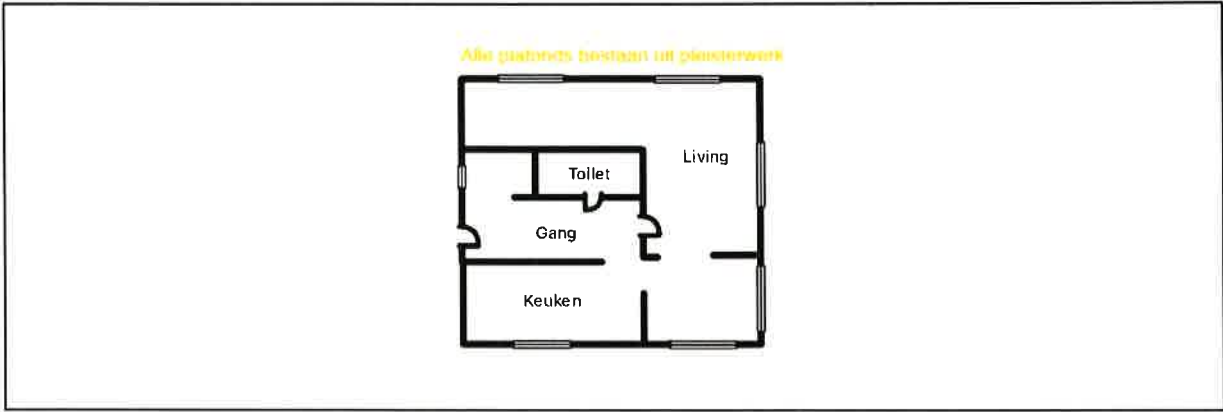 Alle plafonds bestaan uit pleisterwerk
Living
Toilet
Gang
Keuken